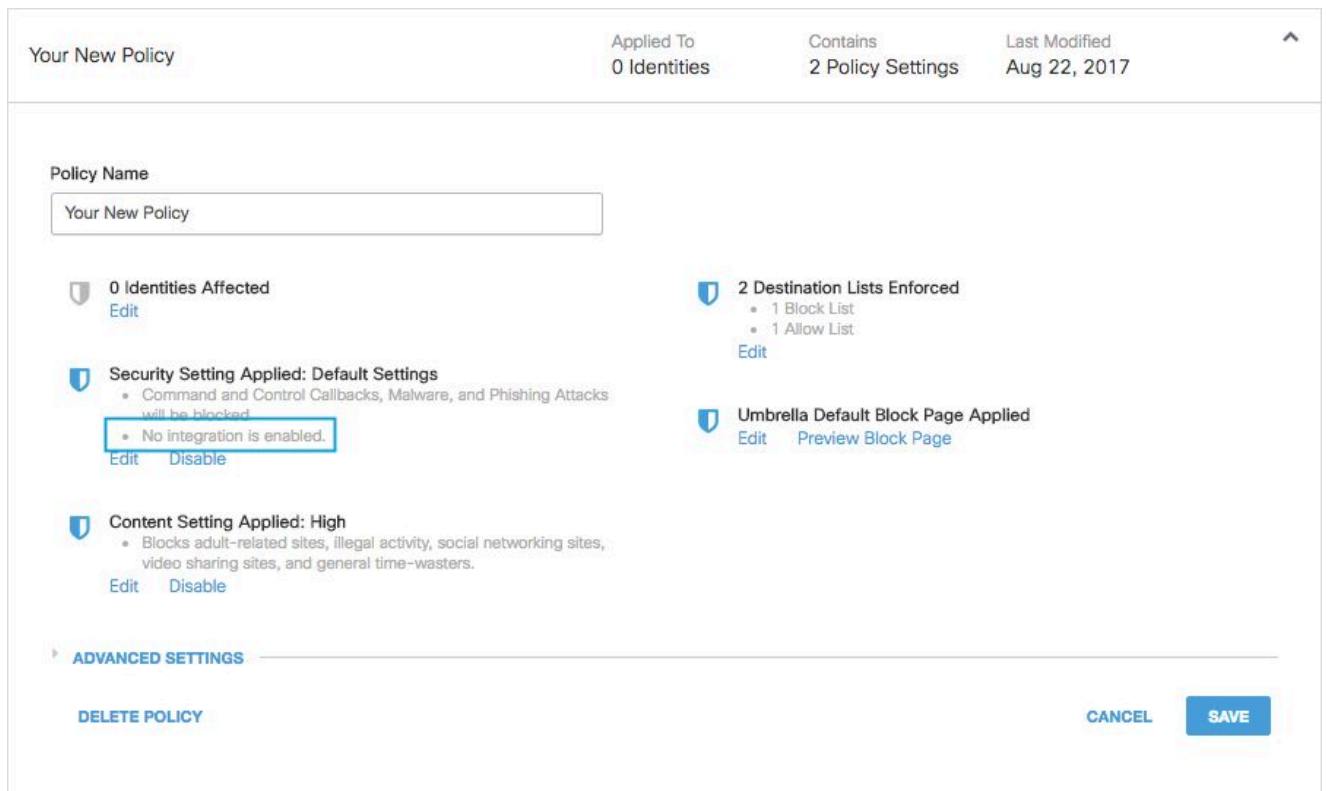 Your New Policy
Applied To
0 Identities
Contains
2 Policy Settings
Last Modified
Aug 22, 2017
Policy Name
Your New Policy
0 Identities Affected
Edit
Security Setting Applied: Default Settings
• Command and Control Callbacks, Malware, and Phishing Attacks
will be blocked
• No integration is enabled.
Edit Disable
Content Setting Applied: High
• Blocks adult-related sites, illegal activity, social networking sites,
video sharing sites, and general time-wasters.
Edit Disable
2 Destination Lists Enforced
• 1 Block List
• 1 Allow List
Edit
Umbrella Default Block Page Applied
Edit Preview Block Page
ADVANCED SETTINGS
DELETE POLICY
CANCEL
SAVE